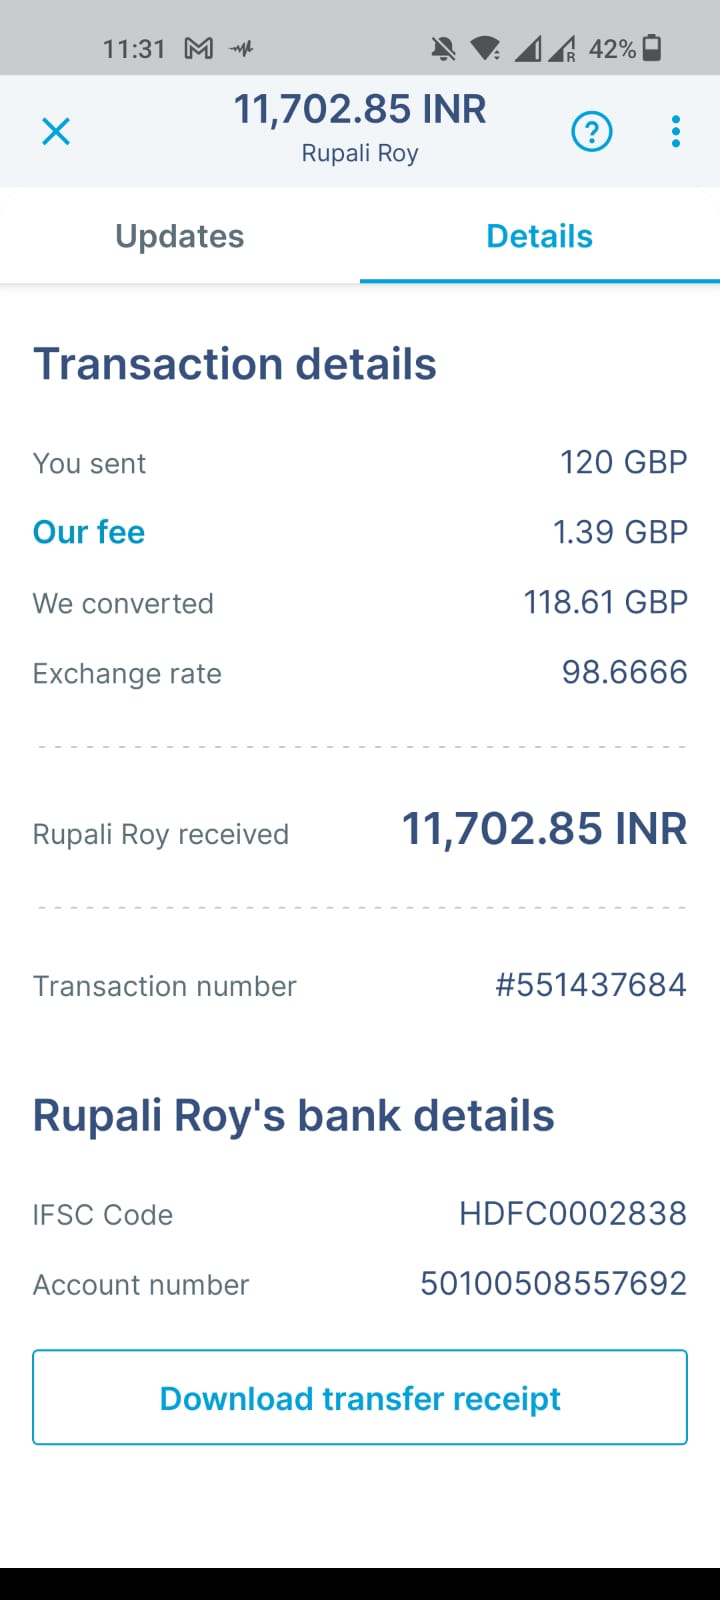 11:31 42%
11,702.85 INR
Rupali Roy
Updates Details
Transaction details
You sent 120 GBP
Our fee 1.39 GBP
We converted 118.61 GBP
Exchange rate 98.6666
Rupali Roy received 11,702.85 INR
Transaction number #551437684
Rupali Roy's bank details
IFSC Code HDFC0002838
Account number 50100508557692
Download transfer receipt